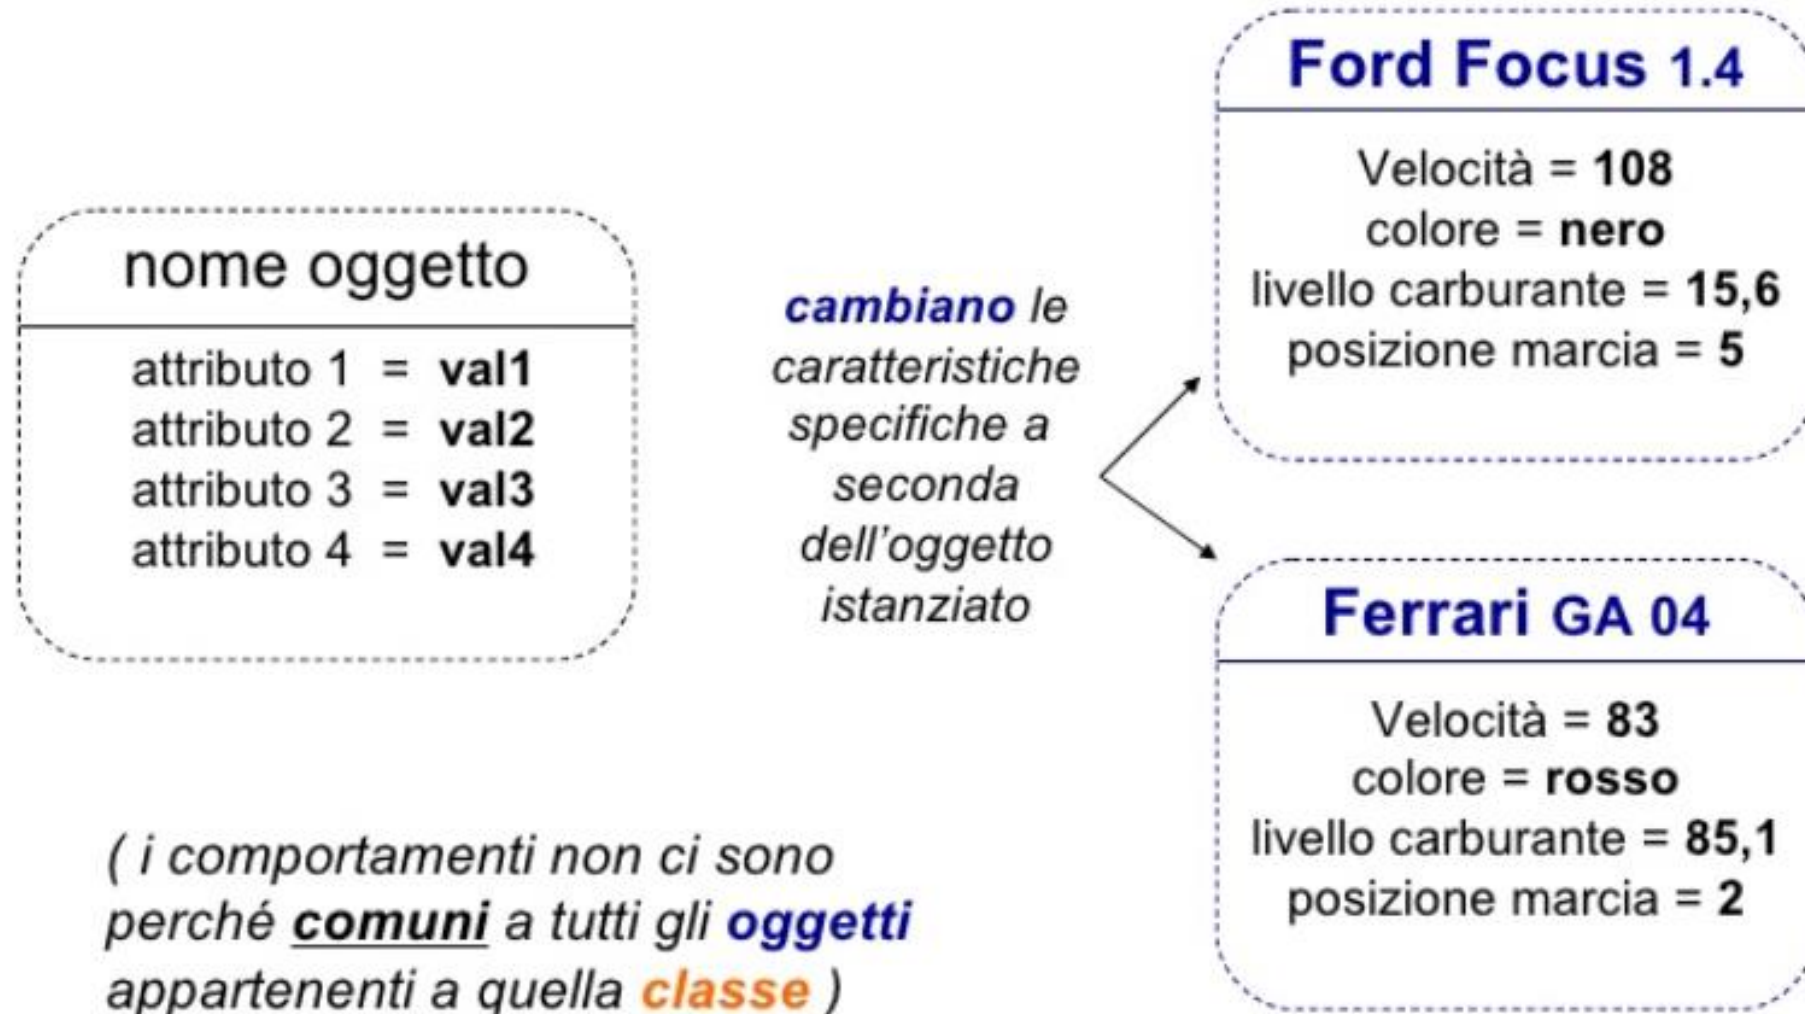 nome oggetto
attributo 1 = val1
attributo 2 = val2
attributo 3 = val3
attributo 4 = val4
cambiano le
caratteristiche
specifiche a
seconda
dell'oggetto
istanziato
Ford Focus 1.4
Velocità = 108
colore = nero
livello carburante = 15,6
posizione marcia = 5
Ferrari GA 04
Velocità = 83
colore = rosso
livello carburante = 85,1
posizione marcia = 2
( i comportamenti non ci sono
perché comuni a tutti gli oggetti
appartenenti a quella classe )